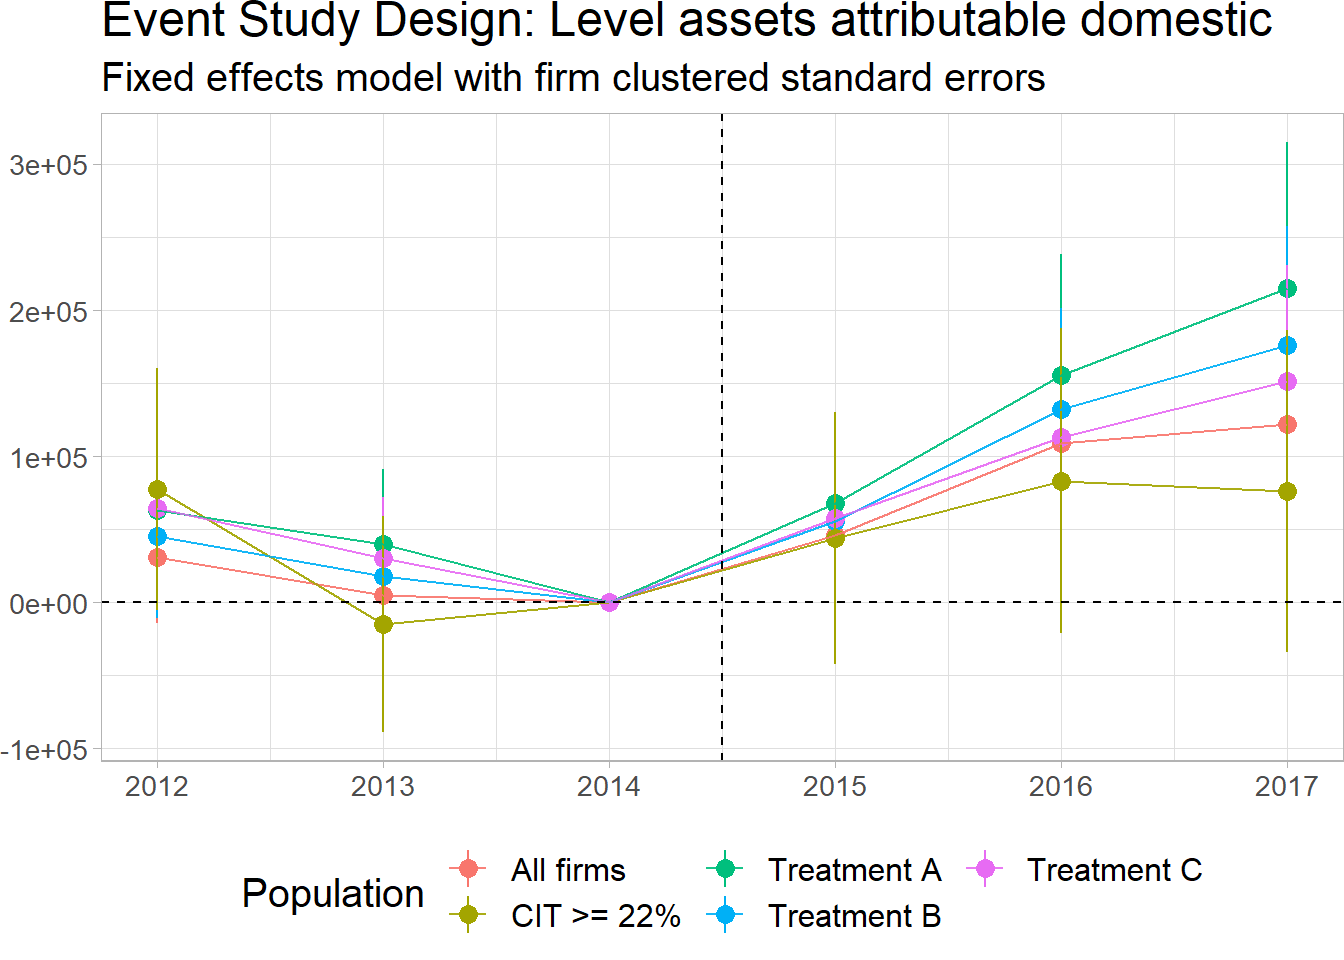 Event Study Design: Level assets attributable domestic
Fixed effects model with firm clustered standard errors
3e+05
2e+05
1e+05
0e+00
-1e+05
2012 2013 2014 2015 2016 2017
Population
All firms Treatment A Treatment C
CIT >= 22% Treatment B